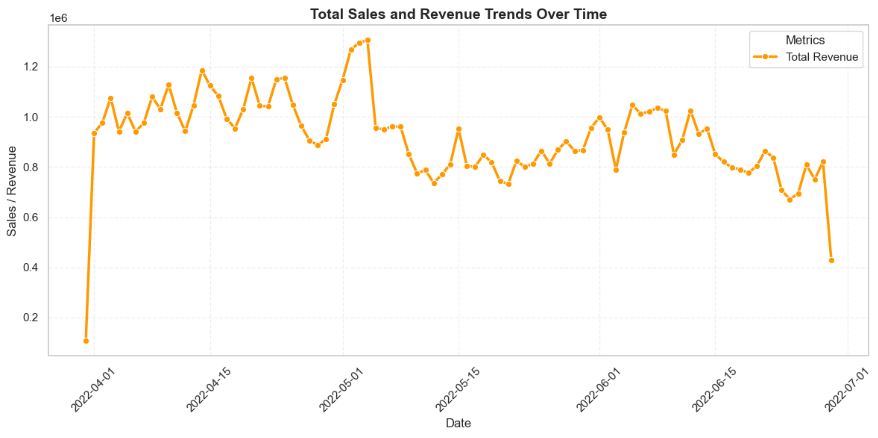 Total Sales and Revenue Trends Over Time
1e6
Metrics
Total Revenue
1.2
1.0
0.8
0.6
0.4
0.2
Sales / Revenue
2022-04-01
2022-04-15
2022-05-01
2022-05-15
2022-06-01
2022-06-15
2022-07-01
Date